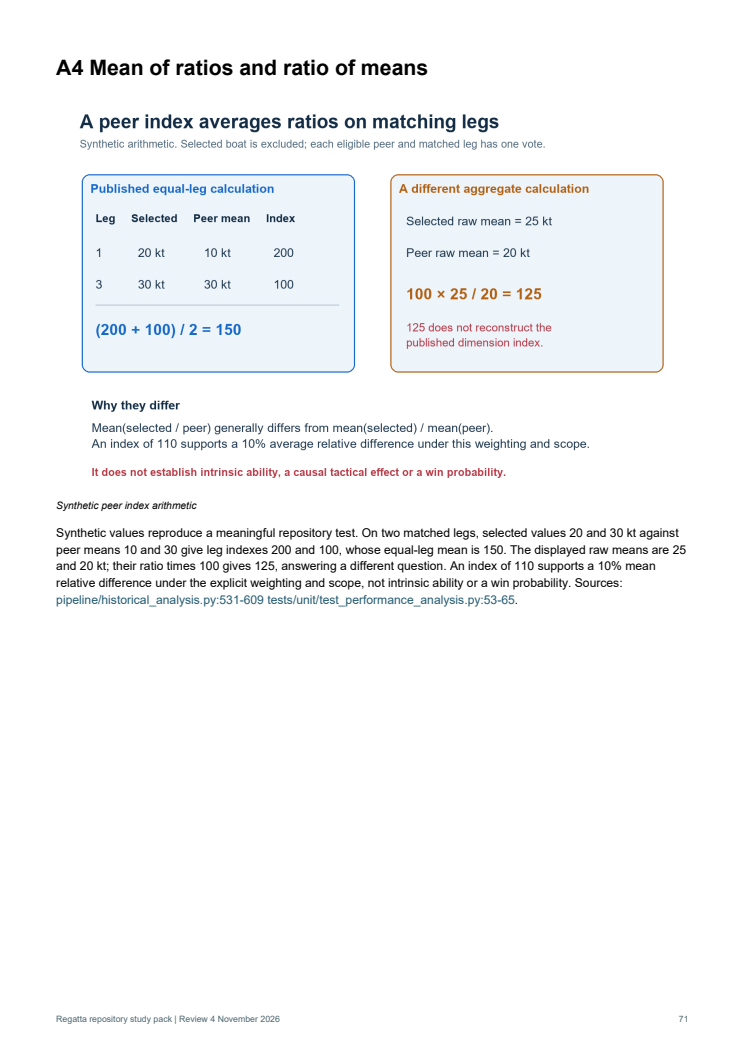 A4 Mean of ratios and ratio of means
A peer index averages ratios on matching legs
Synthetic arithmetic. Selected boat is excluded; each eligible peer and matched leg has one vote.
Published equal-leg calculation
Leg Selected Peer mean Index
1 20 kt 10 kt 200
3 30 kt 30 kt 100
(200 + 100) / 2 = 150
A different aggregate calculation
Selected raw mean = 25 kt
Peer raw mean = 20 kt
100 × 25 / 20 = 125
125 does not reconstruct the
published dimension index.
Why they differ
Mean(selected / peer) generally differs from mean(selected) / mean(peer).
An index of 110 supports a 10% average relative difference under this weighting and scope.
It does not establish intrinsic ability, a causal tactical effect or a win probability.
Synthetic peer index arithmetic
Synthetic values reproduce a meaningful repository test. On two matched legs, selected values 20 and 30 kt against
peer means 10 and 30 give leg indexes 200 and 100, whose equal-leg mean is 150. The displayed raw means are 25
and 20 kt; their ratio times 100 gives 125, answering a different question. An index of 110 supports a 10% mean
relative difference under the explicit weighting and scope, not intrinsic ability or a win probability. Sources:
pipeline/historical_analysis.py:531-609 tests/unit/test_performance_analysis.py:53-65.
Regatta repository study pack | Review 4 November 2026
71